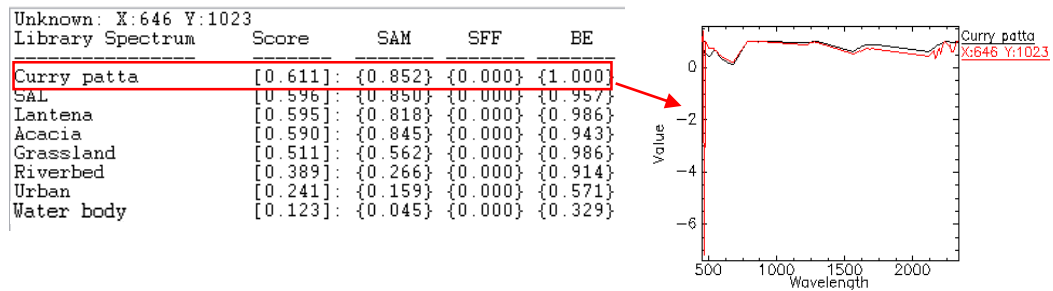 Unknown: X:646 Y:1023
Library Spectrum Score SAM SFF BE
Curry patta [0.611]: {0.852} {0.000} {1.000}
SAL [0.596]: {0.850} {0.000} {0.957}
Lantena [0.595]: {0.818} {0.000} {0.986}
Acacia [0.590]: {0.845} {0.000} {0.943}
Grassland [0.511]: {0.562} {0.000} {0.986}
Riverbed [0.389]: {0.266} {0.000} {0.914}
Urban [0.241]: {0.159} {0.000} {0.571}
Water body [0.123]: {0.045} {0.000} {0.329}
Curry patta
X:646 Y:1023
0
-2
-4
-6
Value
500 1000 1500 2000
Wavelength